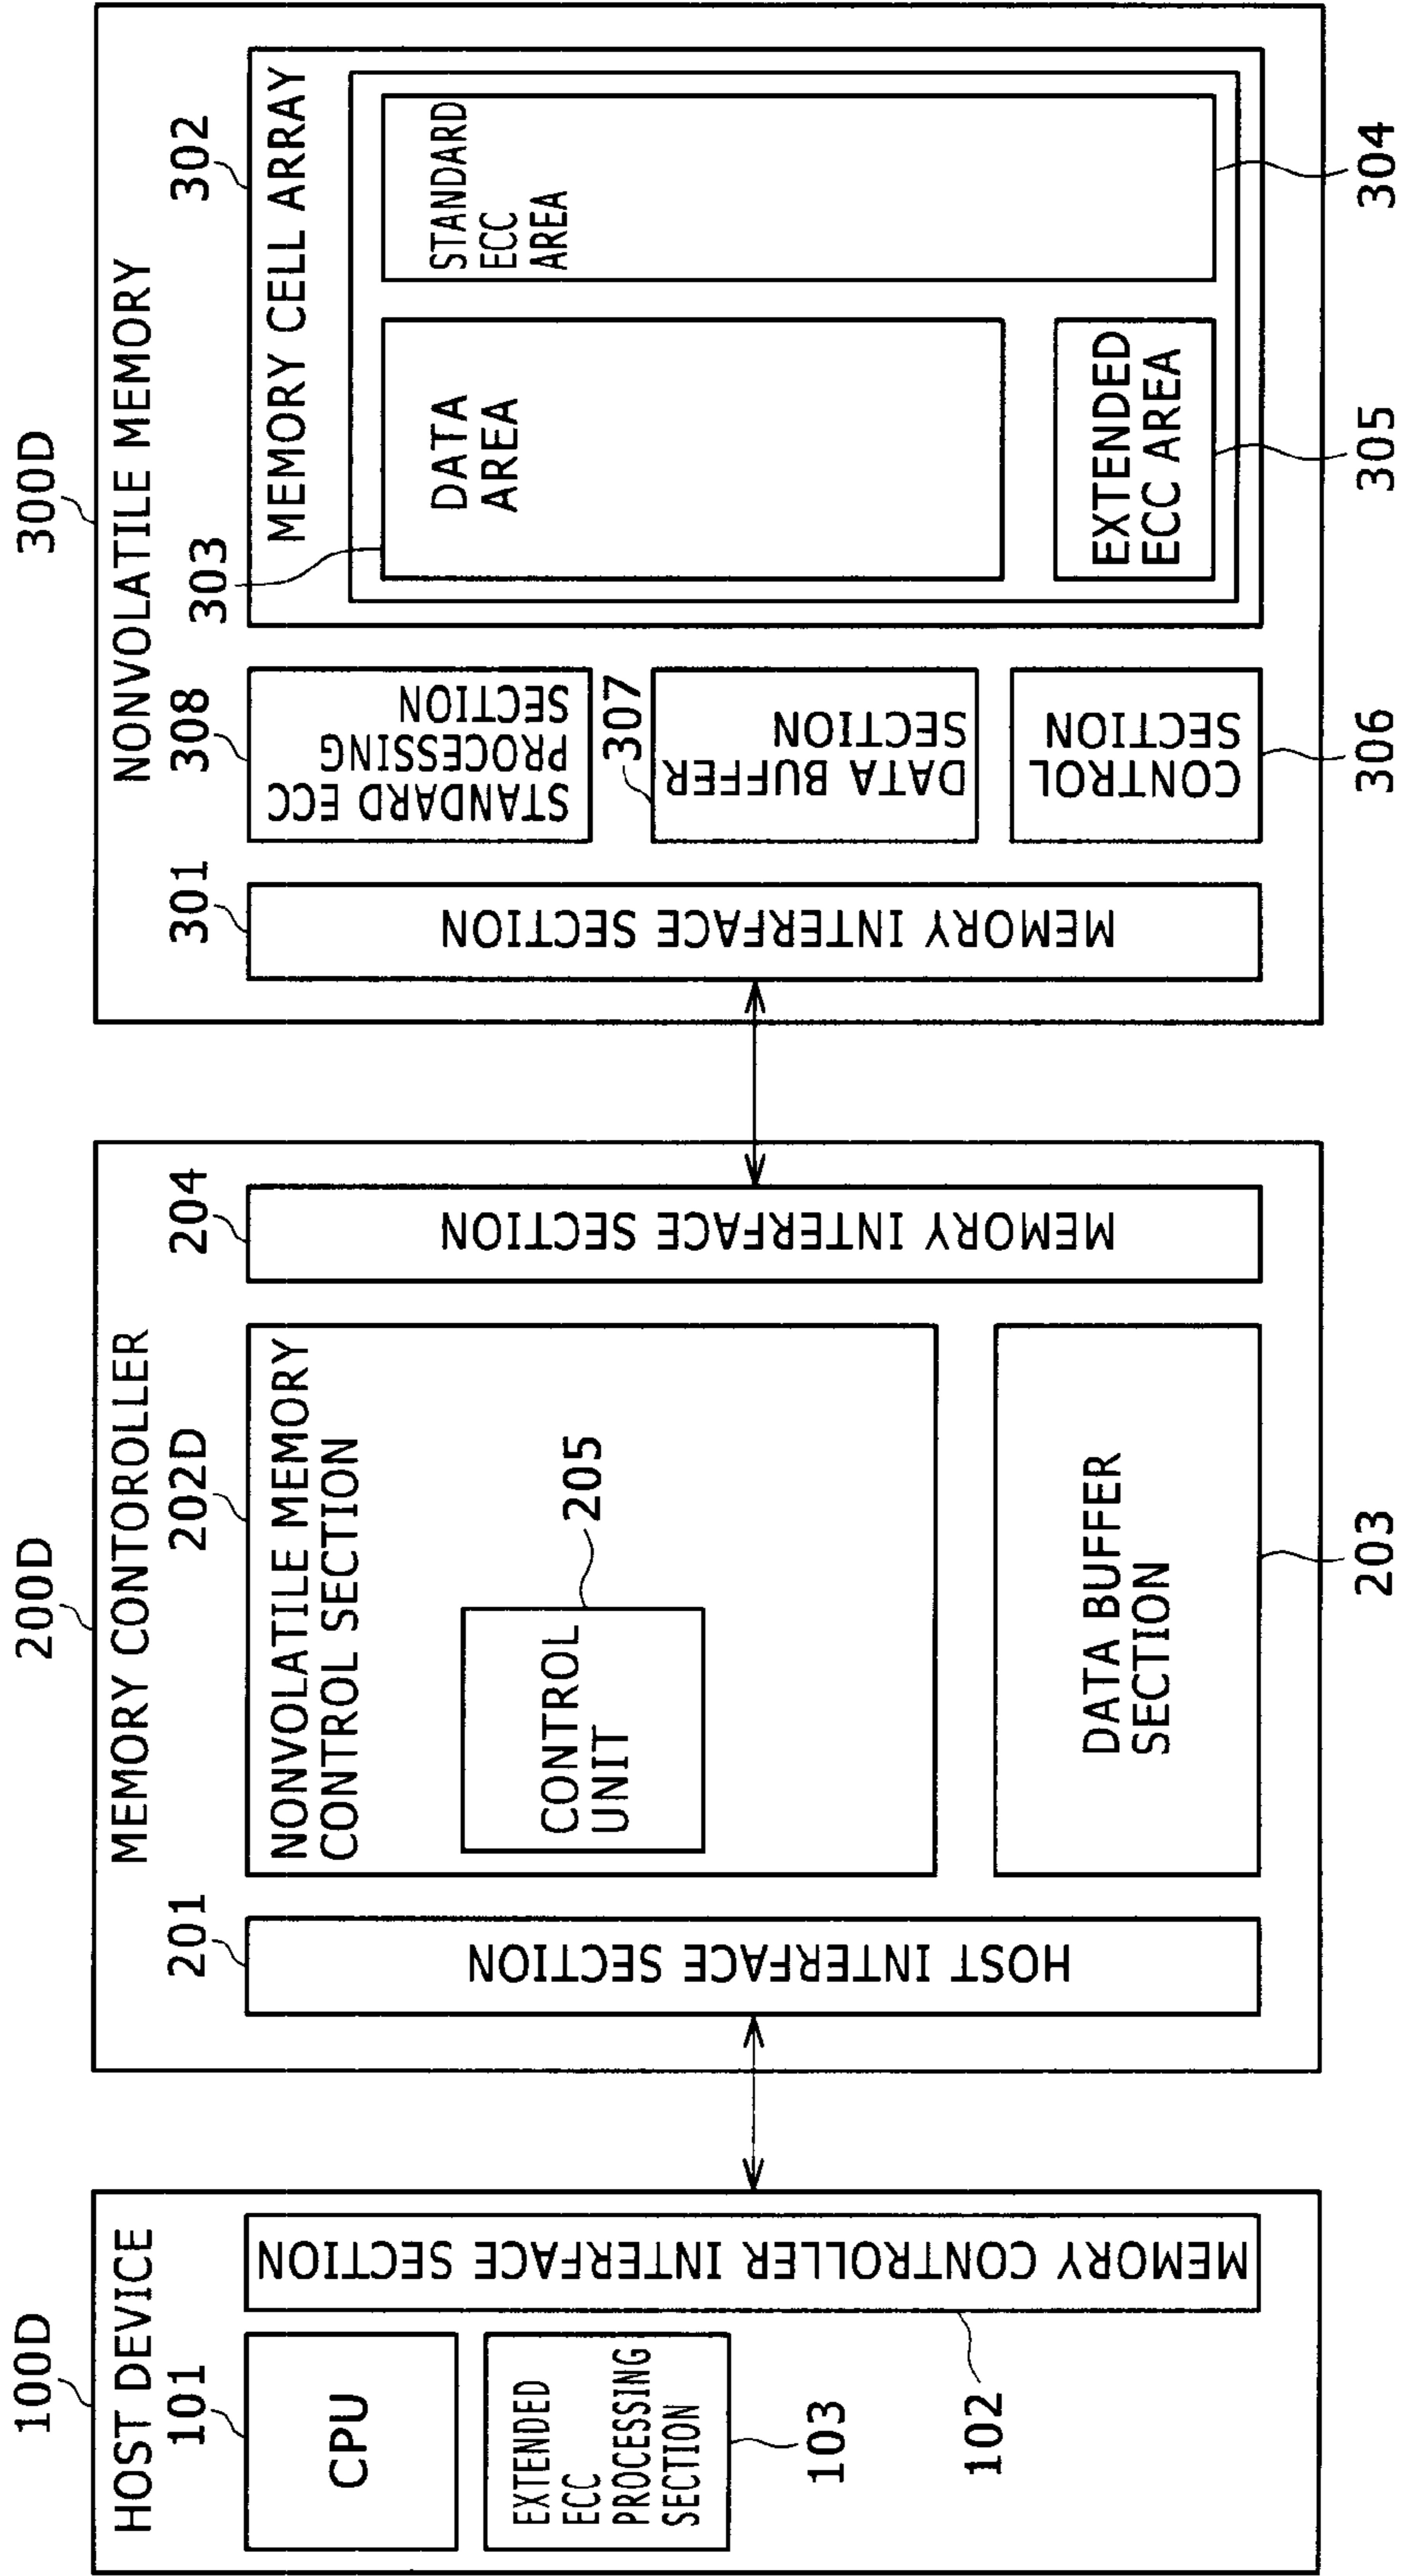 100D
HOST DEVICE
101
CPU
EXTENDED
ECC
PROCESSING
SECTION
103
MEMORY CONTROLLER INTERFACE SECTION
102
200D
MEMORY CONTOROLLER
201
HOST INTERFACE SECTION
202D
NONVOLATILE MEMORY
CONTROL SECTION
205
CONTROL
UNIT
DATA BUFFER
SECTION
203
204
MEMORY INTERFACE SECTION
300D
NONVOLATILE MEMORY
301
MEMORY INTERFACE SECTION
308
STANDARD ECC
PROCESSING
SECTION
307
DATA BUFFER
SECTION
CONTROL
SECTION
306
302
MEMORY CELL ARRAY
303
DATA
AREA
STANDARD
ECC
AREA
304
EXTENDED
ECC AREA
305